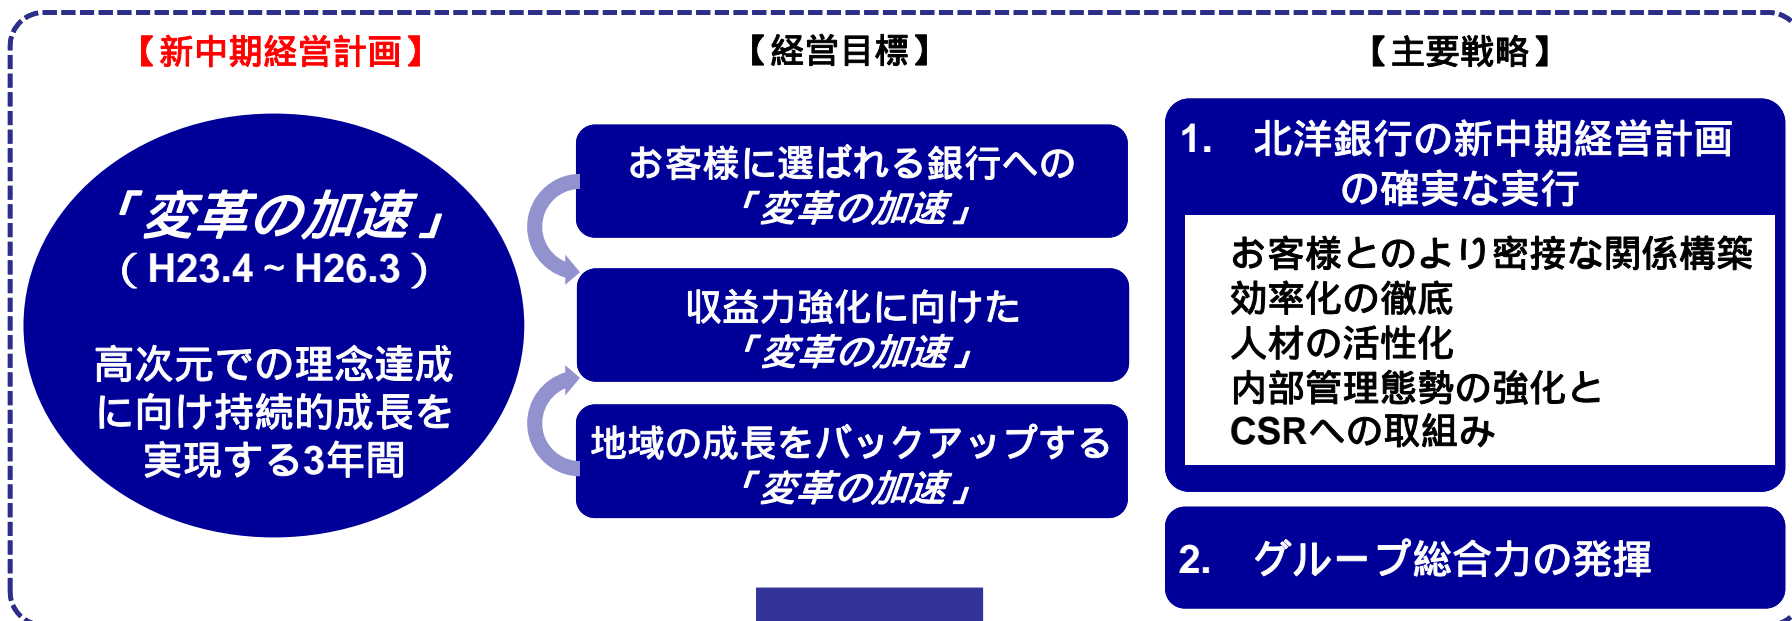 【新中期経営計画】
「変革の加速」
（H23.4~H26.3）
高次元での理念達成
に向け持続的成長を
実現する3年間
【経営目標】
お客様に選ばれる銀行への
「変革の加速」
収益力強化に向けた
「変革の加速」
地域の成長をバックアップする
「変革の加速」
【主要戦略】
1. 北洋銀行の新中期経営計画
の確実な実行
お客様とのより密接な関係構築
効率化の徹底
人材の活性化
内部管理態勢の強化と
CSRへの取組み
2. グループ総合力の発揮